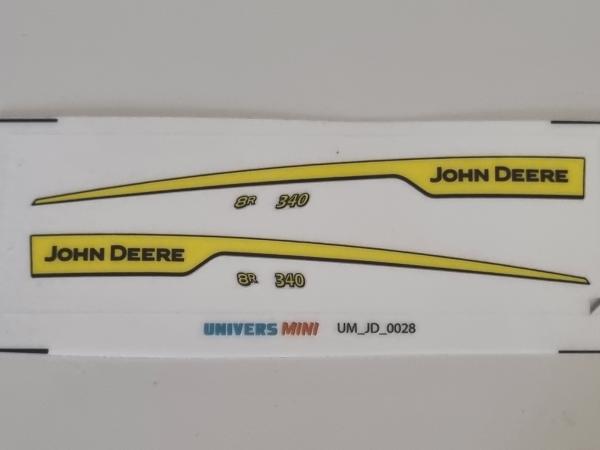 JOHN DEERE
8R 340
JOHN DEERE
8R 340
UNIVERS MINI UM_JD_0028